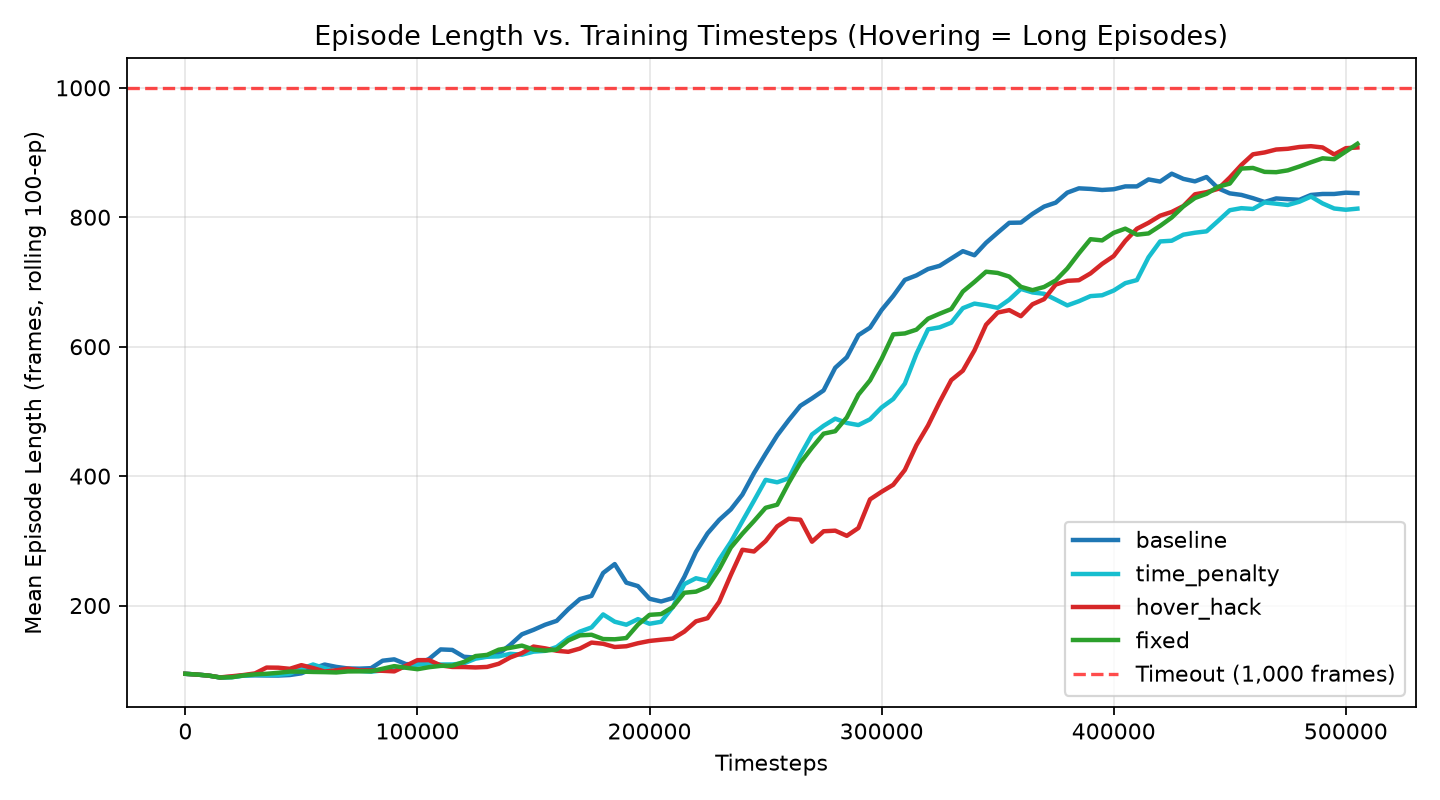 Episode Length vs. Training Timesteps (Hovering = Long Episodes)
Mean Episode Length (frames, rolling 100-ep)
1000
800
600
400
200
0
100000
200000
300000
400000
500000
Timesteps
baseline
time_penalty
hover_hack
fixed
Timeout (1,000 frames)